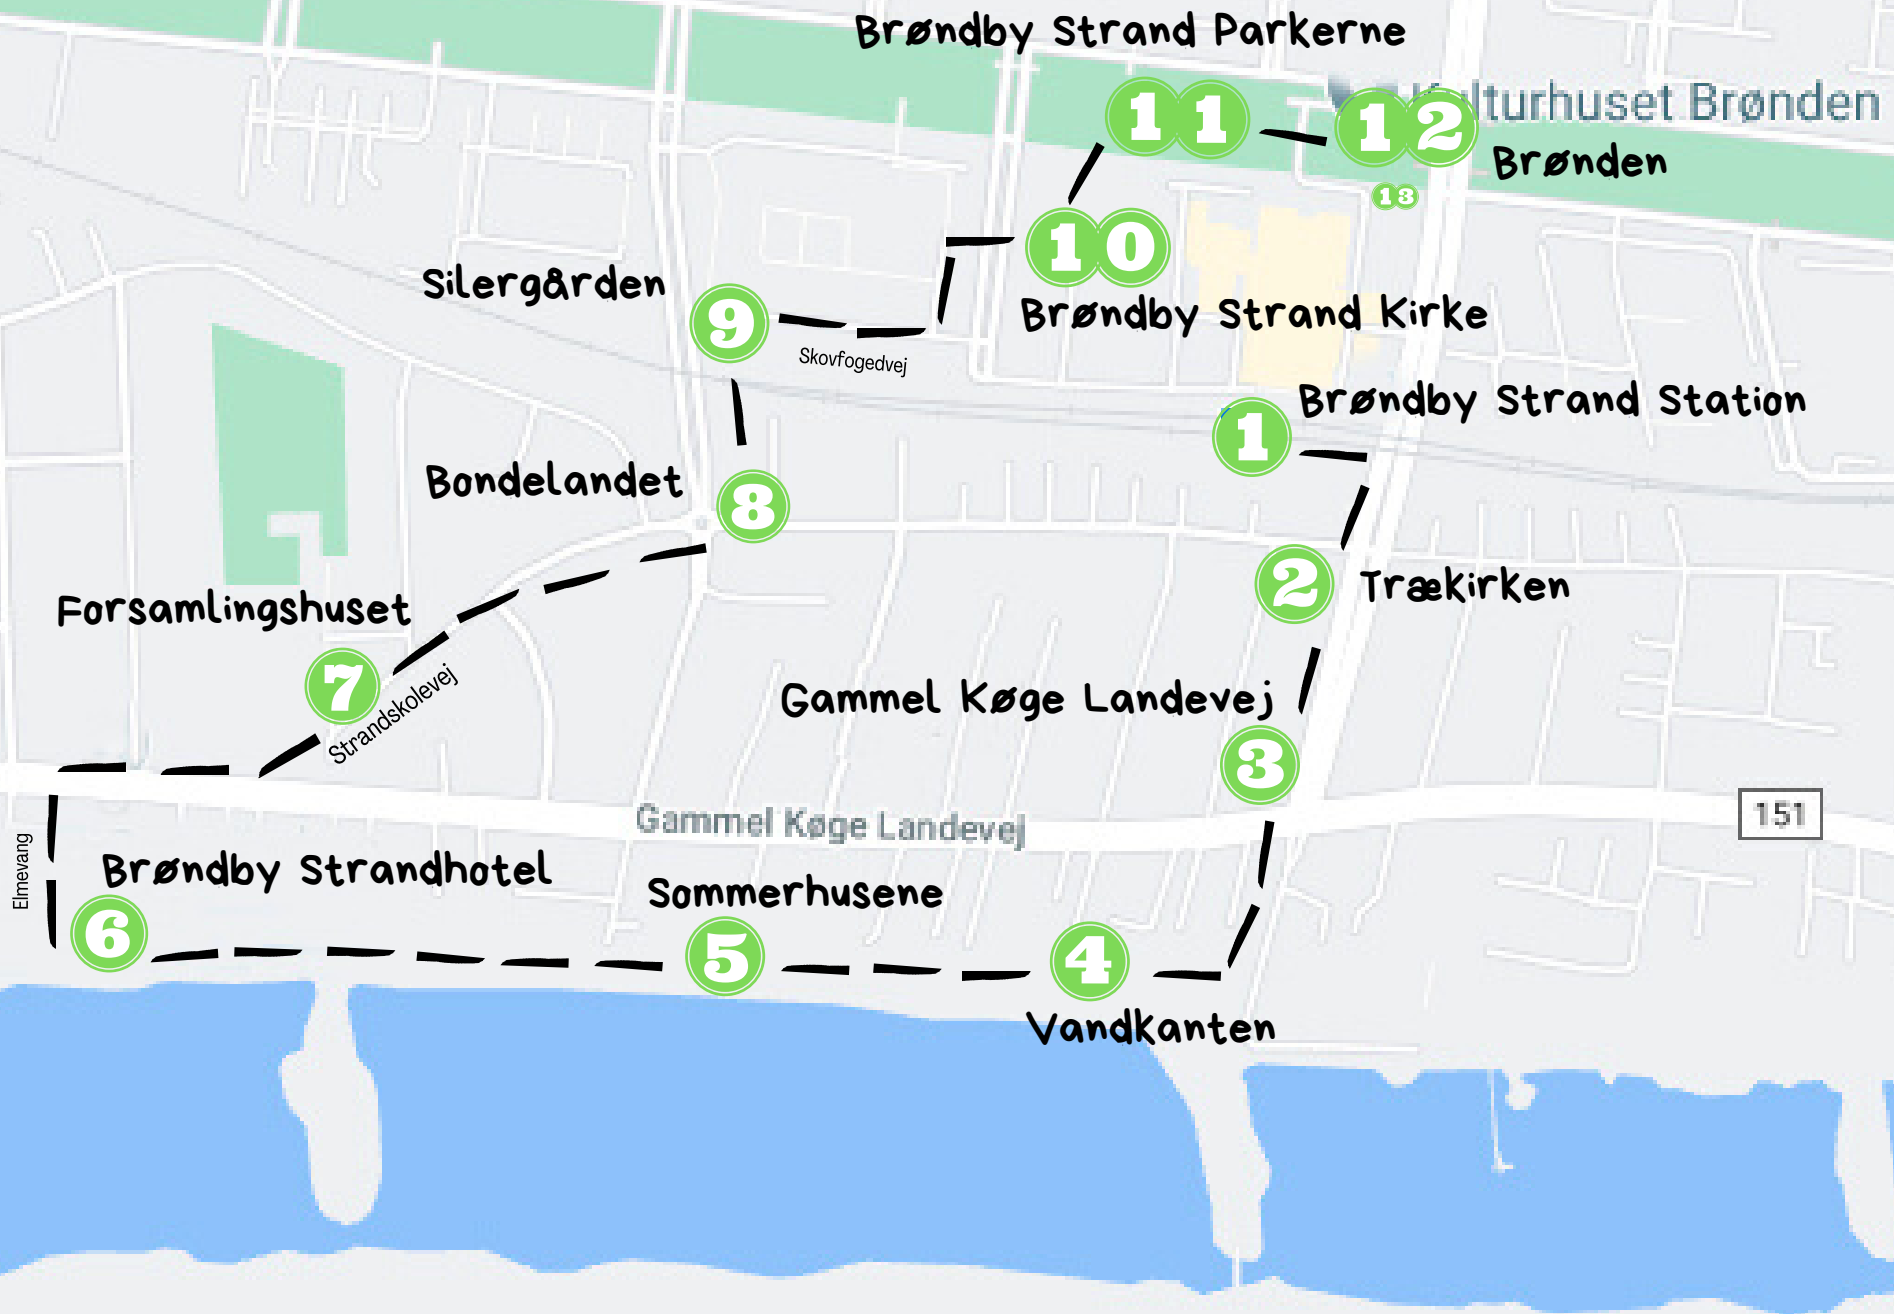 Brøndby Strand Parkerne
11
12
Kulturhuset Brønden
Brønden
13
10
Silergården
9
Brøndby Strand Kirke
Skovfogedvej
1
Brøndby Strand Station
Bondelandet
8
2
Trækirken
Forsamlingshuset
7
Strandskolevej
Gammel Køge Landevej
3
Gammel Køge Landevej
151
Elmevang
Brøndby Strandhotel
6
Sommerhusene
5
4
Vandkanten